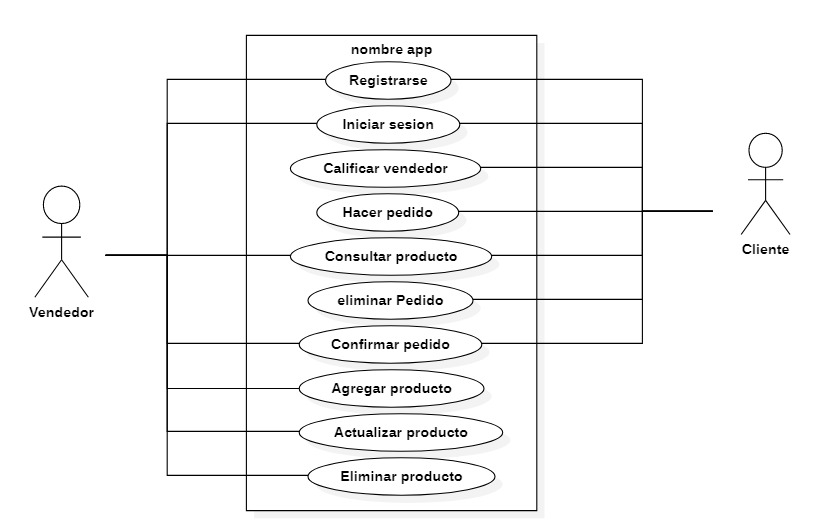 nombre app
Registrarse
Iniciar sesion
Calificar vendedor
Hacer pedido
Consultar producto
eliminar Pedido
Confirmar pedido
Agregar producto
Actualizar producto
Eliminar producto
Vendedor
Cliente